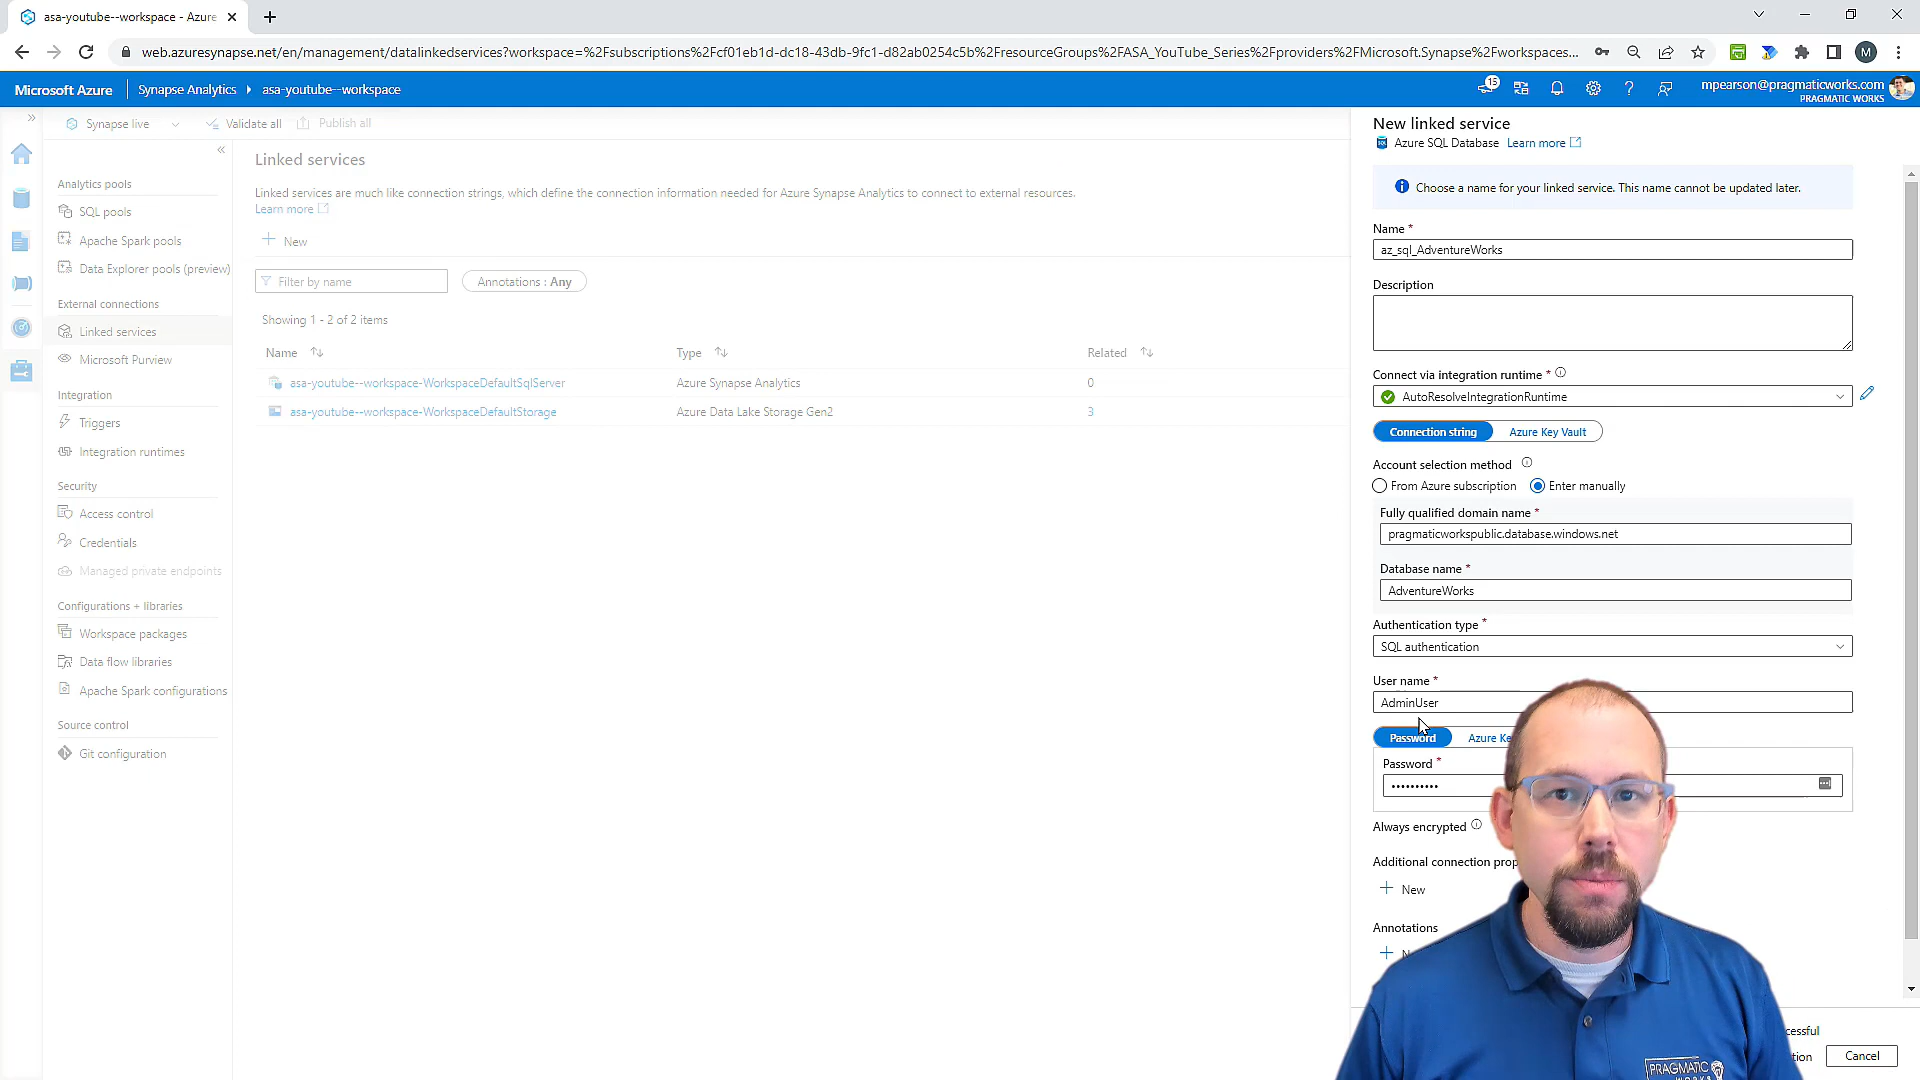 asa-youtube--workspace - Azure
web.azuresynapse.net/en/management/datalinkedservices?workspace=%2Fsubscriptions%2Fcf01eb1d-dc18-43db-9fc1-d82ab0254c5b%2FresourceGroups%2FASA_YouTube_Series%2Fproviders%2FMicrosoft.Synapse%2Fworkspaces...
M
Microsoft Azure
Synapse Analytics
asa-youtube--workspace
15
mpearson@pragmaticworks.com
PRAGMATIC WORKS
Synapse live
Validate all
Publish all
Analytics pools
SQL pools
Apache Spark pools
Data Explorer pools (preview)
External connections
Linked services
Microsoft Purview
Integration
Triggers
Integration runtimes
Security
Access control
Credentials
Managed private endpoints
Configurations + libraries
Workspace packages
Data flow libraries
Apache Spark configurations
Source control
Git configuration
Linked services
Linked services are much like connection strings, which define the connection information needed for Azure Synapse Analytics to connect to external resources.
Learn more
New
Filter by name
Annotations : Any
Showing 1 - 2 of 2 items
Name Type Related
asa-youtube--workspace-WorkspaceDefaultSqlServer Azure Synapse Analytics 0
asa-youtube--workspace-WorkspaceDefaultStorage Azure Data Lake Storage Gen2 3
New linked service
Azure SQL Database Learn more
Choose a name for your linked service. This name cannot be updated later.
Name *
az_sql_AdventureWorks
Description
Connect via integration runtime *
AutoResolveIntegrationRuntime
Connection string Azure Key Vault
Account selection method
From Azure subscription Enter manually
Fully qualified domain name *
pragmaticworkspublic.database.windows.net
Database name *
AdventureWorks
Authentication type *
SQL authentication
User name *
AdminUser
Password Azure Ke
Password *
••••••••••
Always encrypted
Additional connection prop
New
Annotations
cessful
tion
Cancel
PRAGMATIC
WORKS